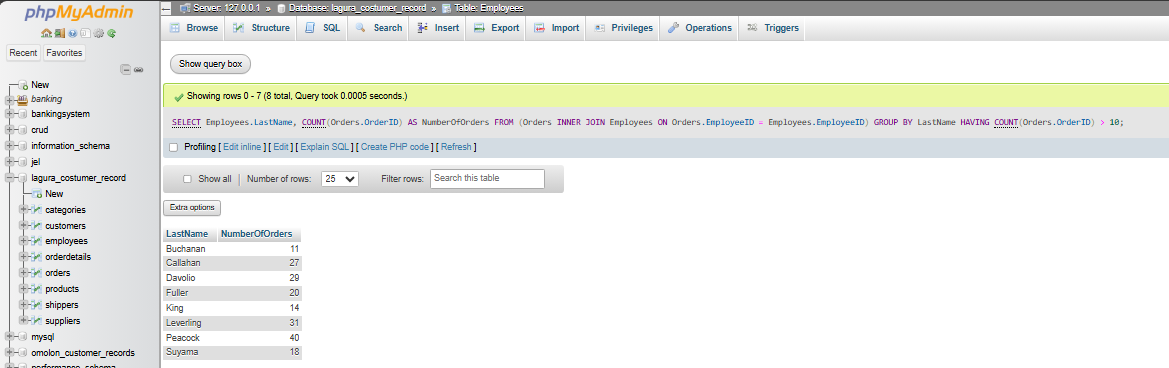 phpMyAdmin
Recent Favorites
New
banking
bankingsystem
crud
information_schema
jel
lagura_costumer_record
New
categories
customers
employees
orderdetails
orders
products
shippers
suppliers
mysql
omolon_customer_records
performance_schema
Server: 127.0.0.1 » Database: lagura_costumer_record » Table: Employees
Browse Structure SQL Search Insert Export Import Privileges Operations Triggers
Show query box
Showing rows 0 - 7 (8 total, Query took 0.0005 seconds.)
SELECT Employees.LastName, COUNT(Orders.OrderID) AS NumberOfOrders FROM (Orders INNER JOIN Employees ON Orders.EmployeeID = Employees.EmployeeID) GROUP BY LastName HAVING COUNT(Orders.OrderID) > 10;
Profiling [ Edit inline ] [ Edit ] [ Explain SQL ] [ Create PHP code ] [ Refresh ]
Show all | Number of rows: 25 Filter rows: Search this table
Extra options
LastName NumberOfOrders
Buchanan 11
Callahan 27
Davolio 29
Fuller 20
King 14
Leverling 31
Peacock 40
Suyama 18